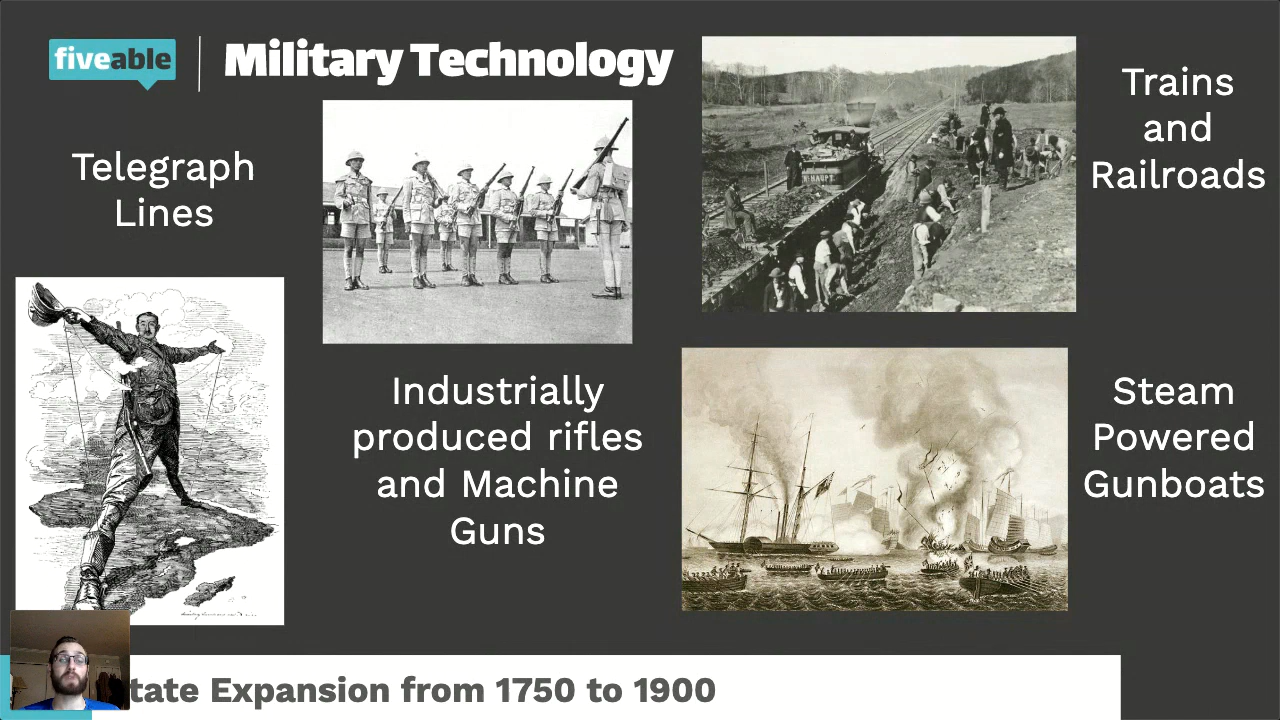 fiveable
Military Technology
Telegraph
Lines
Industrially
produced rifles
and Machine
Guns
Trains
and
Railroads
Steam
Powered
Gunboats
tate Expansion from 1750 to 1900